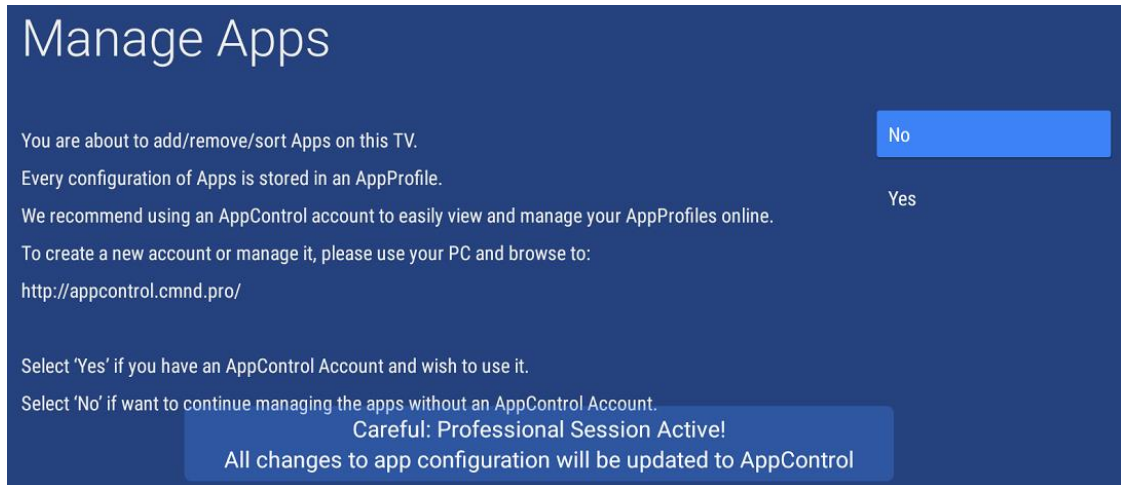 Manage Apps
You are about to add/remove/sort Apps on this TV.
Every configuration of Apps is stored in an AppProfile.
We recommend using an AppControl account to easily view and manage your AppProfiles online.
To create a new account or manage it, please use your PC and browse to:
http://appcontrol.cmnd.pro/
Select ‘Yes’ if you have an AppControl Account and wish to use it.
Select ‘No’ if want to continue managing the apps without an AppControl Account.
No
Yes
Careful: Professional Session Active!
All changes to app configuration will be updated to AppControl